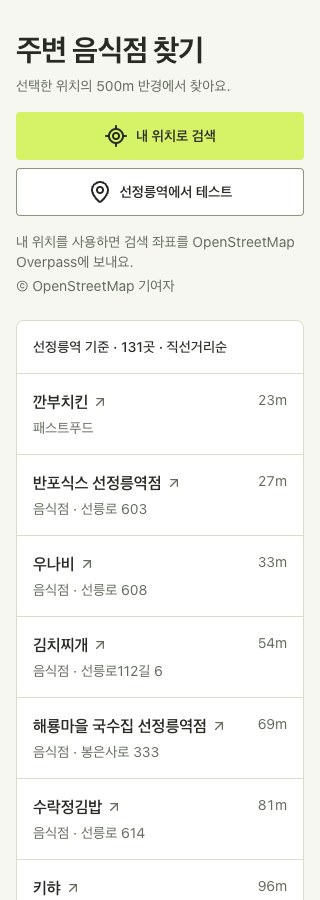 주변 음식점 찾기
선택한 위치의 500m 반경에서 찾아요.
내 위치로 검색
선정릉역에서 테스트
내 위치를 사용하면 검색 좌표를 OpenStreetMap
Overpass에 보내요.
© OpenStreetMap 기여자
선정릉역 기준 · 131곳 · 직선거리순
깐부치킨 ↗ 23m
패스트푸드
반포식스 선정릉역점 ↗ 27m
음식점 · 선릉로 603
우나비 ↗ 33m
음식점 · 선릉로 608
김치찌개 ↗ 54m
음식점 · 선릉로112길 6
해룡마을 국수집 선정릉역점 ↗ 69m
음식점 · 봉은사로 333
수락정김밥 ↗ 81m
음식점 · 선릉로 614
키햐 ↗ 96m